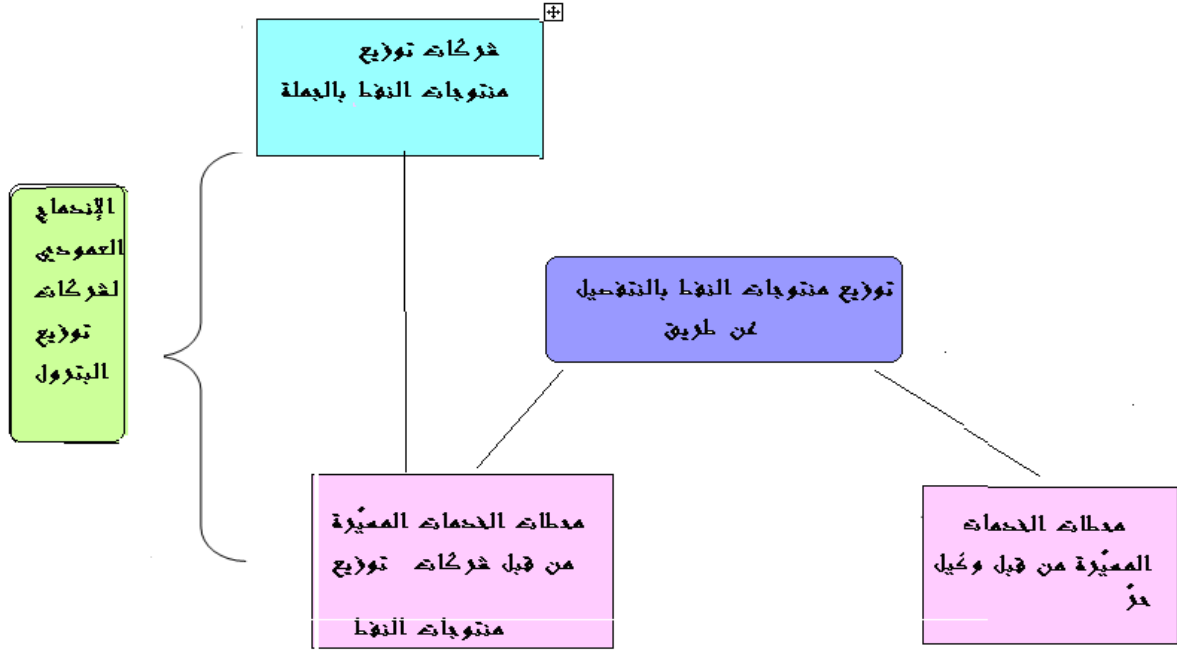 شركات توزيع
منتوجات النفط بالجملة
الإندماج
العمودي
لشركات
توزيع
البترول
توزيع منتوجات النفط بالتفصيل
عن طريق
محطات الخدمات المسيّرة
من قبل شركات توزيع
منتوجات النفط
محطات الخدمات
المسيّرة من قبل وكيل
حرّ